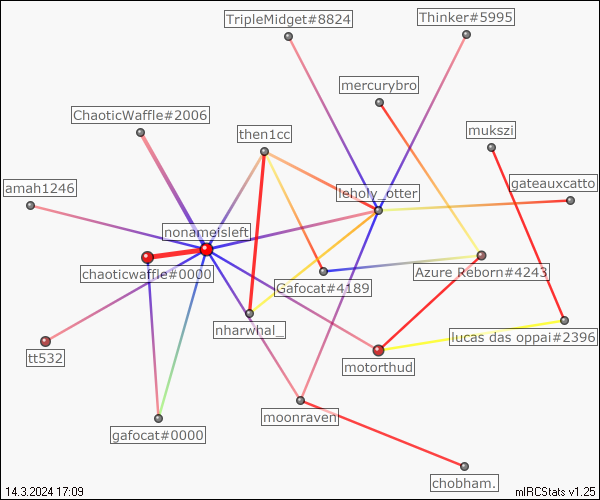 TripleMidget#8824
Thinker#5995
mercurybro
ChaoticWaffle#2006
then1cc
mukszi
amah1246
leholy_otter
gateauxcatto
nonameisleft
chaoticwaffle#0000
Gafocat#4189
Azure Reborn#4243
nharwhal_
lucas das oppai#2396
tt532
motorthud
moonraven
gafocat#0000
chobham.
14.3.2024 17:09
mIRCStats v1.25